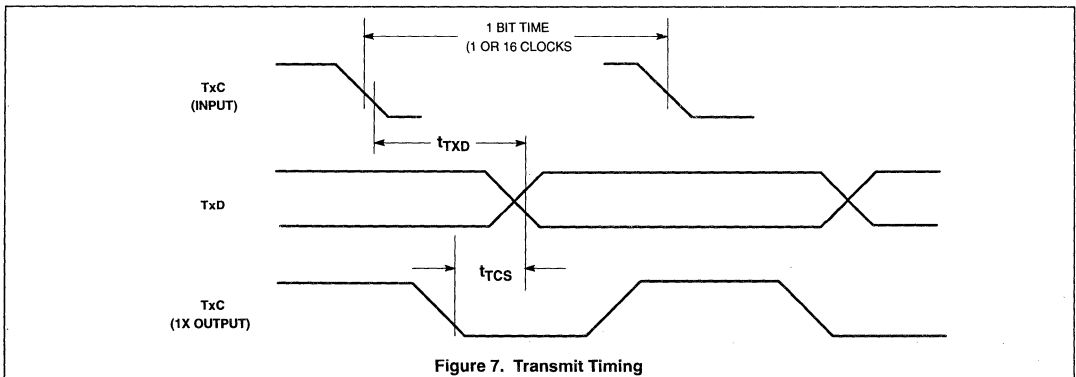 1 BIT TIME
(1 OR 16 CLOCKS
TxC
(INPUT)
tTXD
TxD
tTCS
TxC
(1X OUTPUT)
Figure 7. Transmit Timing